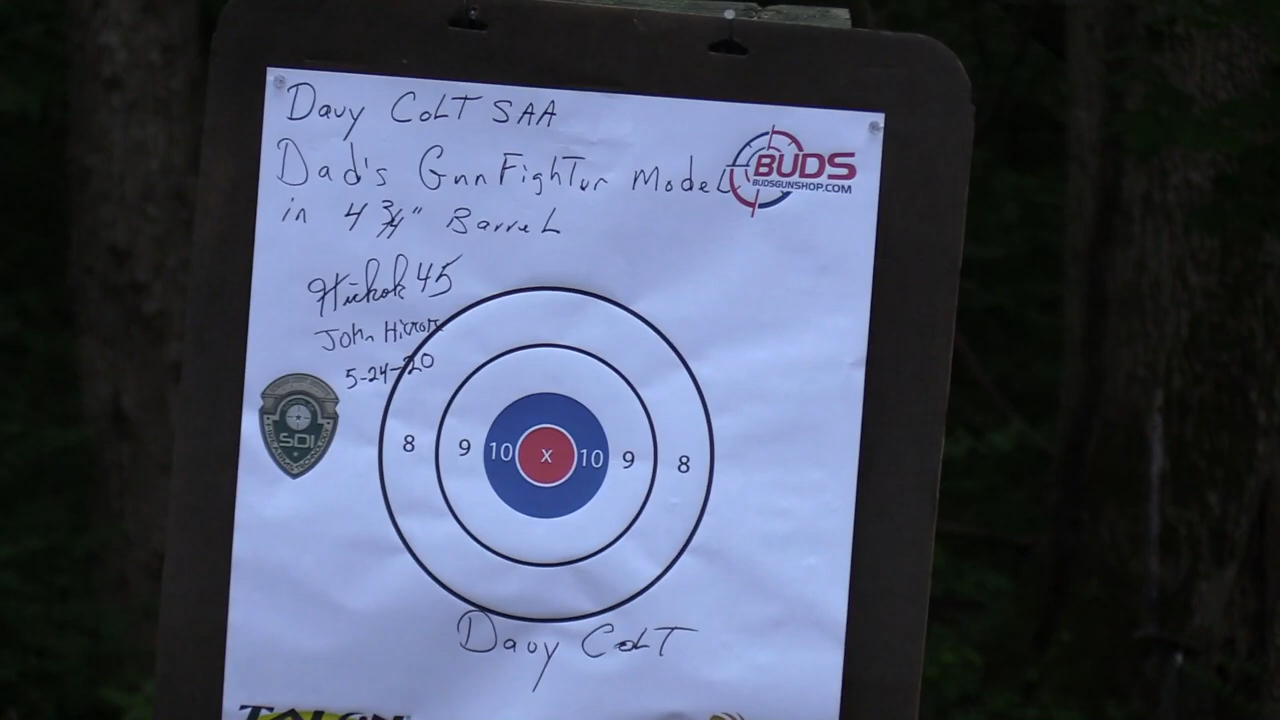 Davy CoLT SAA
Dad's GunFighTer ModeL
in 4 3/4" BarreL
BUDS
BUDSGUNSHOP.COM
Hickok45
John Hickok
5-24-20
SDI
8 9 10 x 10 9 8
Davy CoLT
TALON